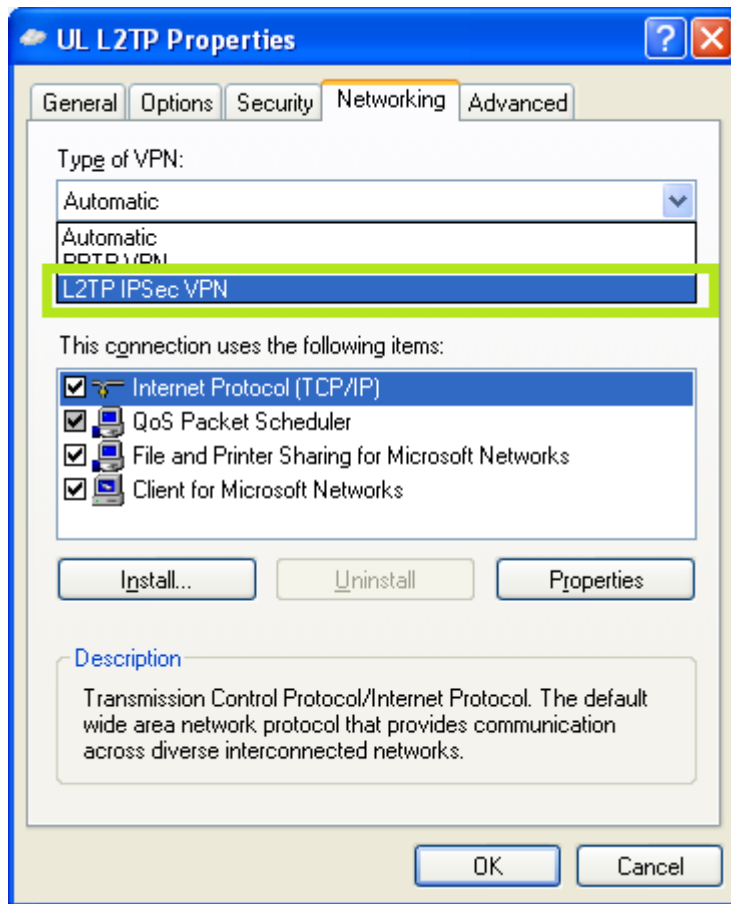 UL L2TP Properties
General Options Security Networking Advanced
Type of VPN:
Automatic
Automatic
PPTP VPN
L2TP IPSec VPN
This connection uses the following items:
Internet Protocol (TCP/IP)
QoS Packet Scheduler
File and Printer Sharing for Microsoft Networks
Client for Microsoft Networks
Install... Uninstall Properties
Description
Transmission Control Protocol/Internet Protocol. The default
wide area network protocol that provides communication
across diverse interconnected networks.
OK Cancel